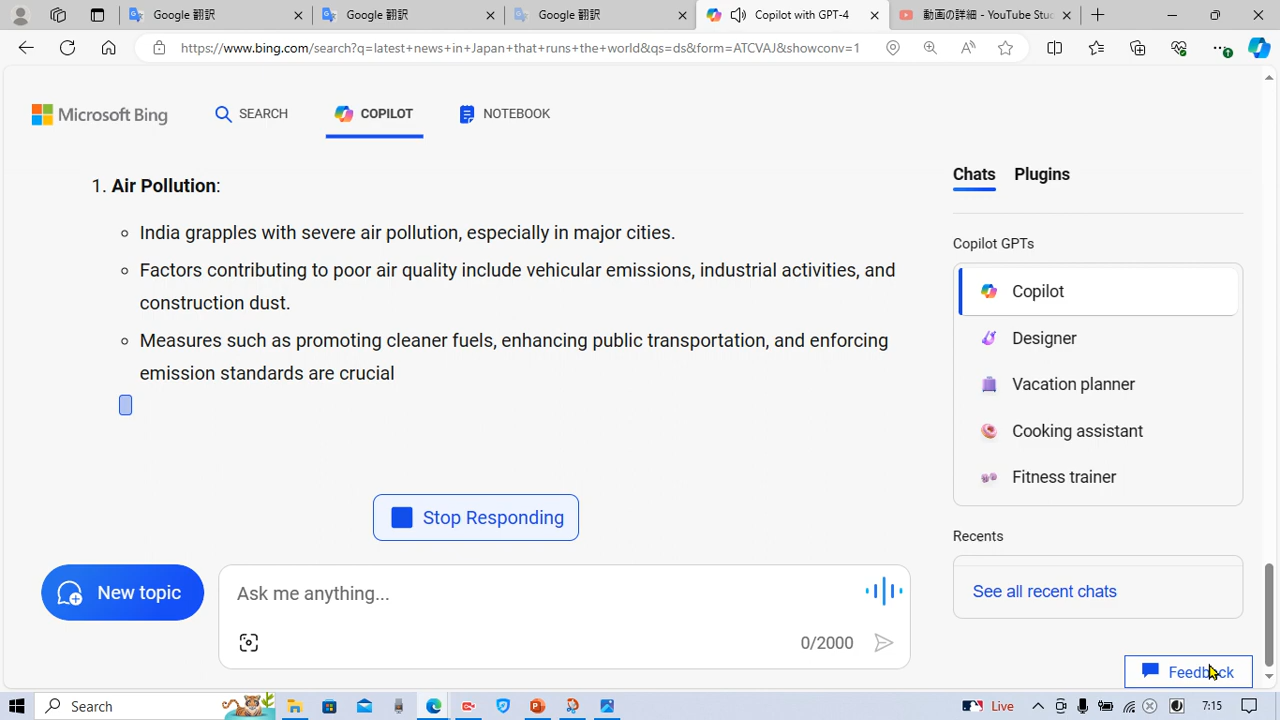 Google 翻訳
Google 翻訳
Google 翻訳
Copilot with GPT-4
動画の詳細 - YouTube Stu
https://www.bing.com/search?q=latest+news+in+Japan+that+runs+the+world&qs=ds&form=ATCVAJ&showconv=1
Microsoft Bing
SEARCH
COPILOT
NOTEBOOK
1. Air Pollution:
India grapples with severe air pollution, especially in major cities.
Factors contributing to poor air quality include vehicular emissions, industrial activities, and
construction dust.
Measures such as promoting cleaner fuels, enhancing public transportation, and enforcing
emission standards are crucial
Stop Responding
New topic
Ask me anything...
0/2000
Chats
Plugins
Copilot GPTs
Copilot
Designer
Vacation planner
Cooking assistant
Fitness trainer
Recents
See all recent chats
Feedback
Search
Live
7:15